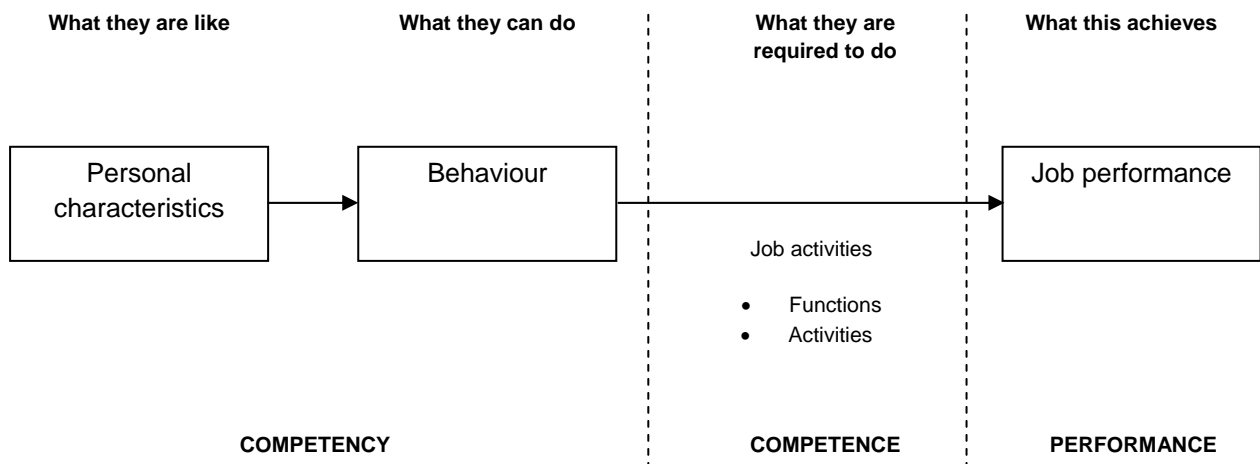 What they are like
What they can do
What they are
required to do
What this achieves
Personal
characteristics
Behaviour
Job performance
Job activities
• Functions
• Activities
COMPETENCY
COMPETENCE
PERFORMANCE